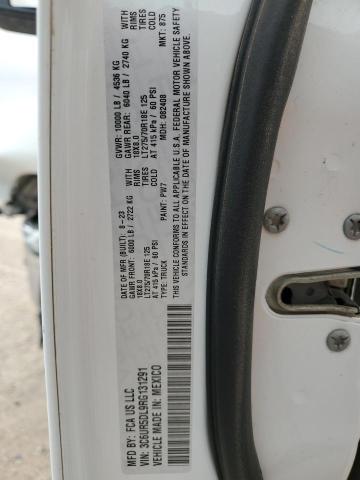 MFD BY: FCA US LLC
DATE OF MFR (BUILT): 8-23
GVWR: 10000 LB / 4536 KG
GAWR FRONT: 6000 LB / 2722 KG
WITH
GAWR REAR: 6040 LB / 2740 KG
WITH
18X8.0
RIMS
18X8.0
RIMS
LT275/70R18E 125
TIRES
LT275/70R18E 125
TIRES
AT 415 kPa / 60 PSI
COLD
AT 415 kPa / 60 PSI
COLD
VIN: 3C6UR5DL9RG131291
PAINT: PW7
MDH: 082408
MKT: 875
VEHICLE MADE IN: MEXICO
THIS VEHICLE CONFORMS TO ALL APPLICABLE U.S.A. FEDERAL MOTOR VEHICLE SAFETY
STANDARDS IN EFFECT ON THE DATE OF MANUFACTURE SHOWN ABOVE
VEHICLE TYPE: TRUCK